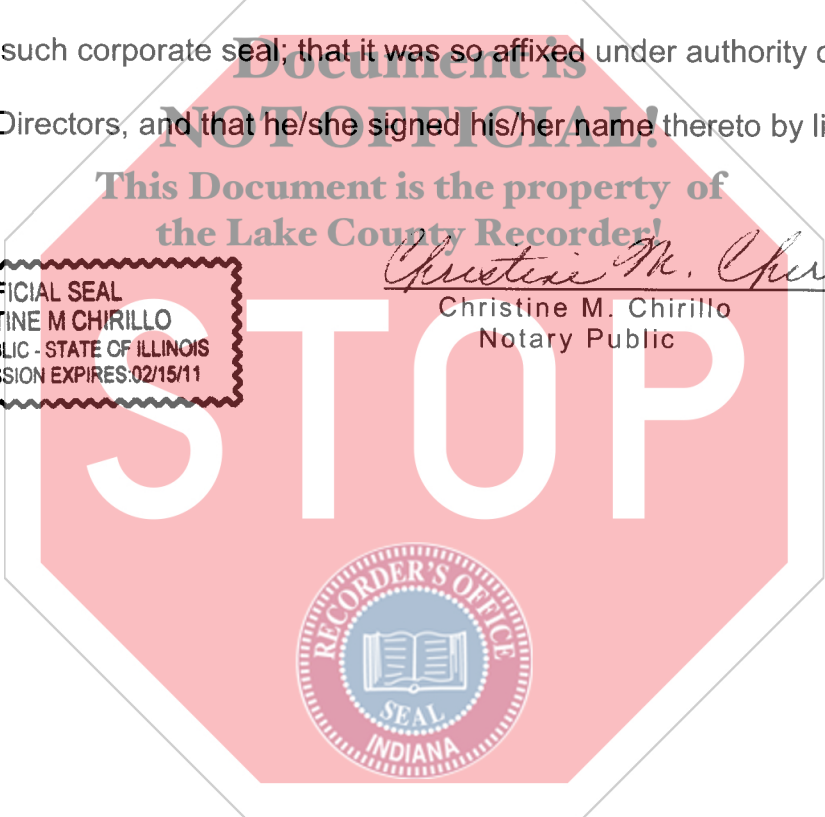 such corporate seal; that it was so affixed under authority
Document is
Directors, and that he/she signed his/her name thereto by
NOT OFFICIAL!
This Document is the property of
the Lake County Recorder!
Christine M. Chir
FICIAL SEAL
TINE M CHIRILLO
LIC - STATE OF ILLINOIS
SION EXPIRES:02/15/11
Christine M. Chirillo
Notary Public
STOP
RECORDER'S OFFICE
SEAL
INDIANA